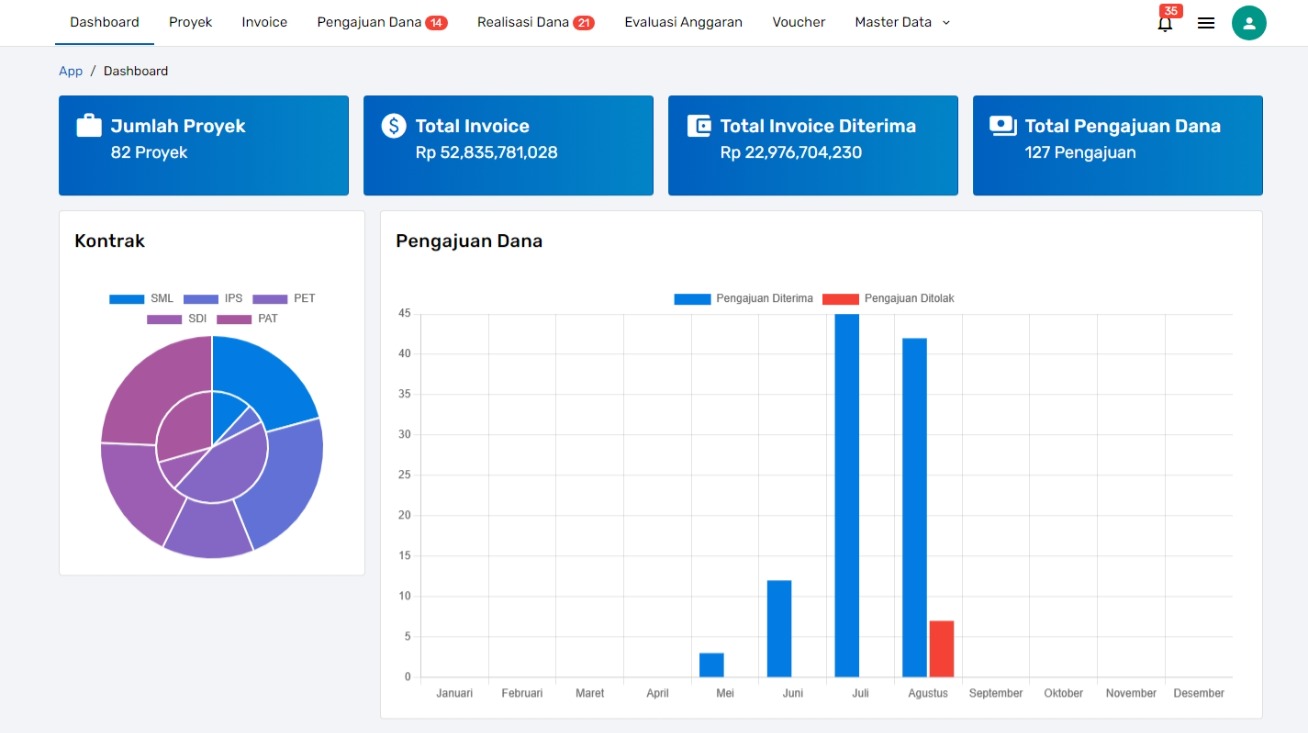 Dashboard Proyek Invoice Pengajuan Dana 14 Realisasi Dana 21 Evaluasi Anggaran Voucher Master Data 35
App / Dashboard
Jumlah Proyek
82 Proyek
Total Invoice
Rp 52,835,781,028
Total Invoice Diterima
Rp 22,976,704,230
Total Pengajuan Dana
127 Pengajuan
Kontrak
SML IPS PET
SDI PAT
Pengajuan Dana
Pengajuan Diterima Pengajuan Ditolak
45
40
35
30
25
20
15
10
5
0
Januari Februari Maret April Mei Juni Juli Agustus September Oktober November Desember